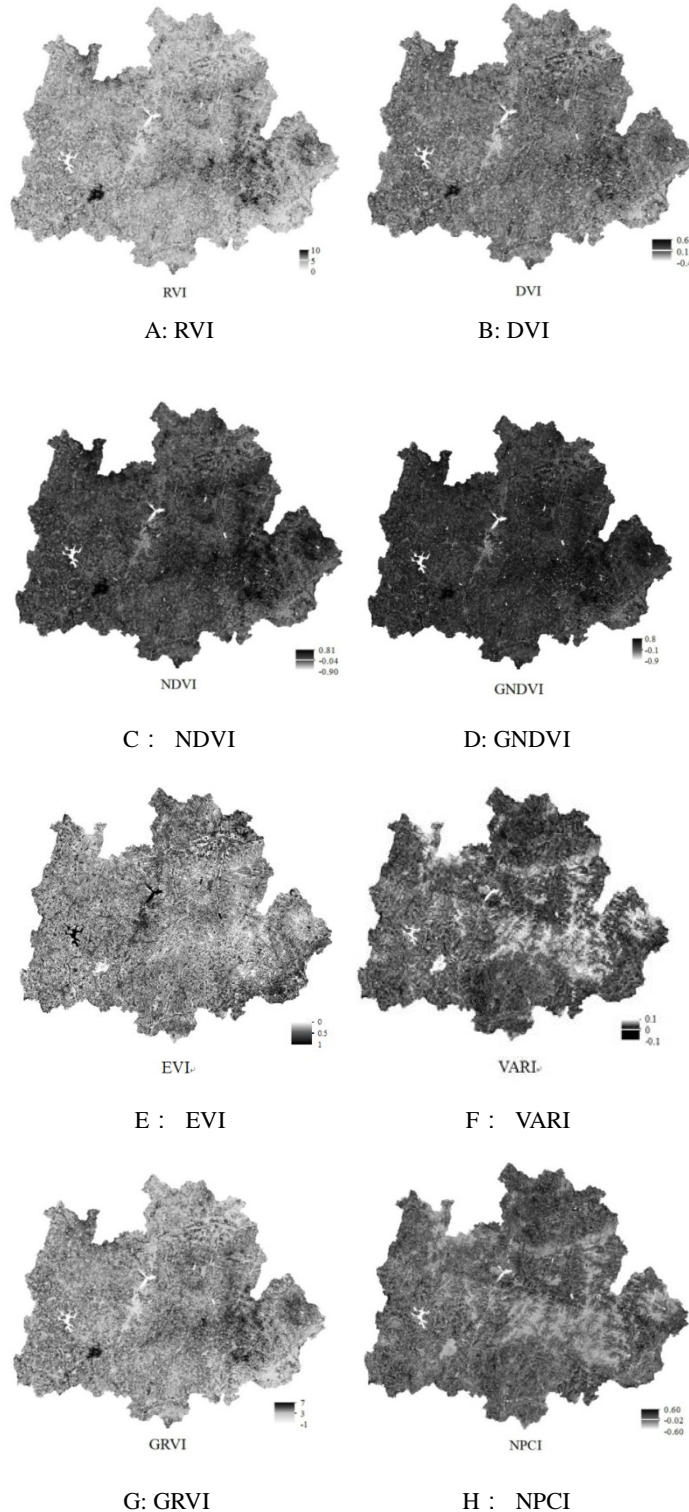 10
5
0
RVI
0.6
0.1
DVI
A: RVI
B: DVI
0.81
-0.04
-0.90
NDVI
0.8
-0.1
-0.9
GNDVI
C： NDVI
D: GNDVI
0
0.5
1
EVI
0.1
0
-0.1
VARI
E： EVI
F： VARI
7
3
-1
GRVI
0.60
-0.02
-0.60
NPCI
G: GRVI
H： NPCI